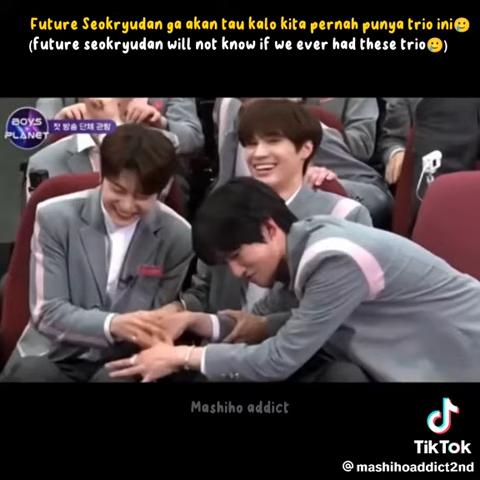 Future Seokryudan ga akan tau kalo kita pernah punya trio ini🥲
(future seokryudan will not know if we ever had these trio🥲)
BOYS
PLANET
첫 방송 단체 관람
Mashiho addict
TikTok
@mashihoaddict2nd